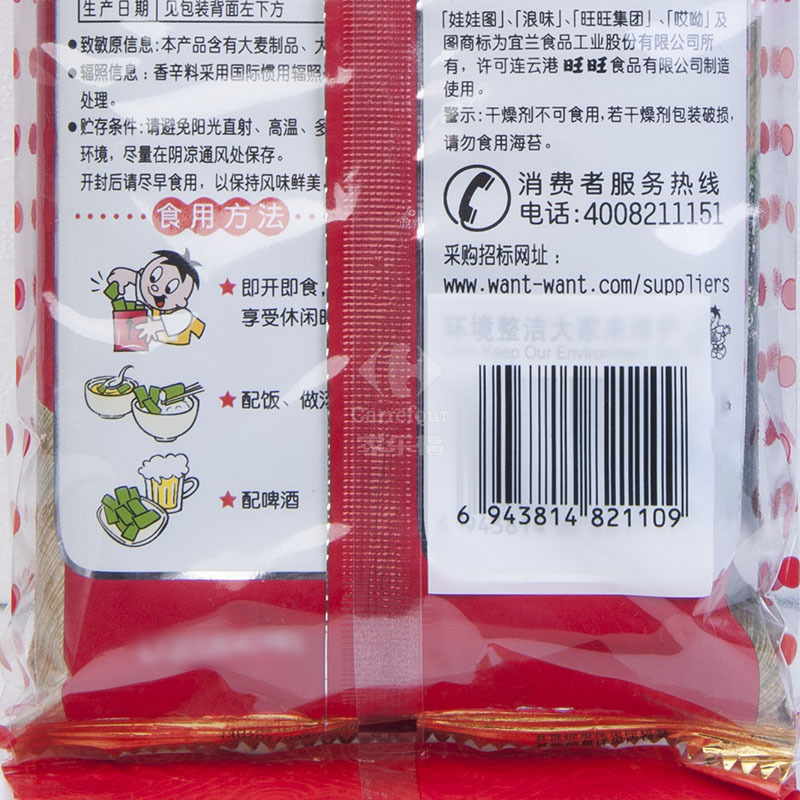 生产日期 见包装背面左下方
●致敏原信息：本产品含有大麦制品、大
●辐照信息：香辛料采用国际惯用辐照
处理。
●贮存条件：请避免阳光直射、高温、多
环境，尽量在阴凉通风处保存。
开封后请尽早食用，以保持风味鲜美
食用方法
★即开即食，
享受休闲时
★配饭、做汤
★配啤酒
「娃娃图」、「浪味」、「旺旺集团」、「哎呦」及
图商标为宜兰食品工业股份有限公司所
有，许可连云港旺旺食品有限公司制造
使用。
警示：干燥剂不可食用，若干燥剂包装破损，
请勿食用海苔。
消费者服务热线
电话：4008211151
采购招标网址：
www.want-want.com/suppliers
环境整洁大家来维护
Keep Our Environment
6 943814 821109
Carrefour
家乐福